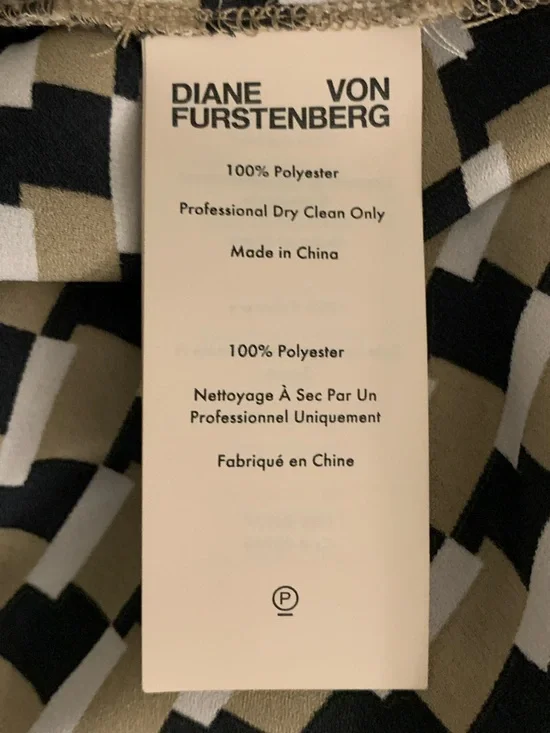 DIANE VON
FURSTENBERG
100% Polyester
Professional Dry Clean Only
Made in China
100% Polyester
Nettoyage À Sec Par Un
Professionnel Uniquement
Fabriqué en Chine
P